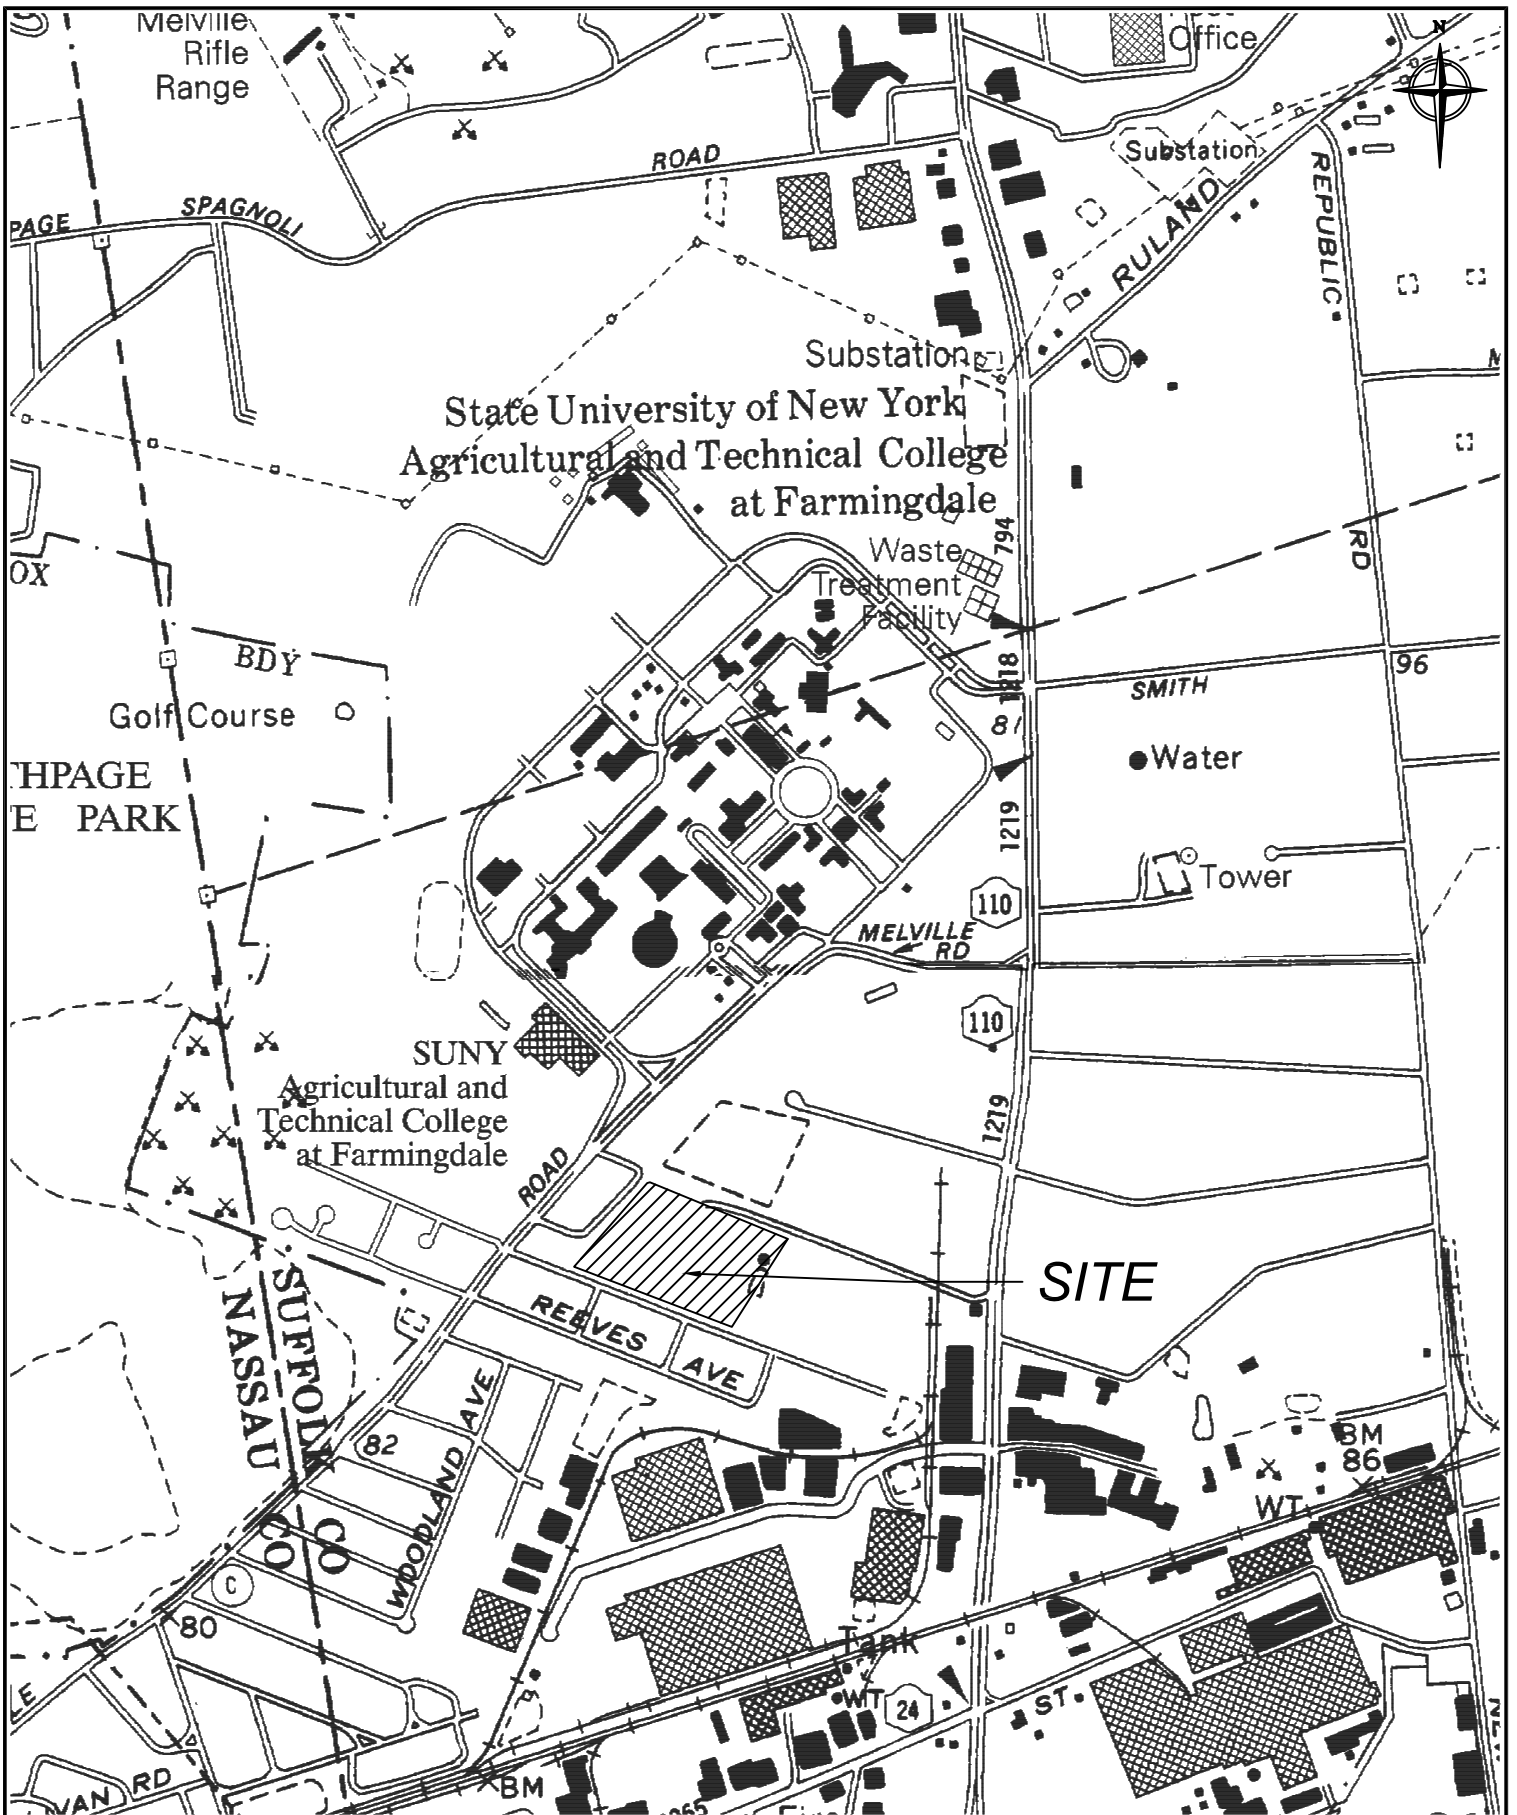 Melville
Rifle
Range
Office
N
Substation
ROAD
SPAGNOLI
PAGE
RULAND
REPUBLIC
Substation
State University of New York
Agricultural and Technical College
at Farmingdale
794
Waste
Treatment
Facility
RD
OX
BDY
Golf Course
1218
SMITH
96
81
Water
THPAGE
E PARK
1219
Tower
110
MELVILLE
RD
110
SUNY
Agricultural and
Technical College
at Farmingdale
1219
ROAD
SITE
SUFFOLK
NASSAU
REEVES
AVE
WOODLAND AVE
82
BM
86
WT
CO
CO
C
80
Tank
WT
24
ST.
LE
VAN RD
BM